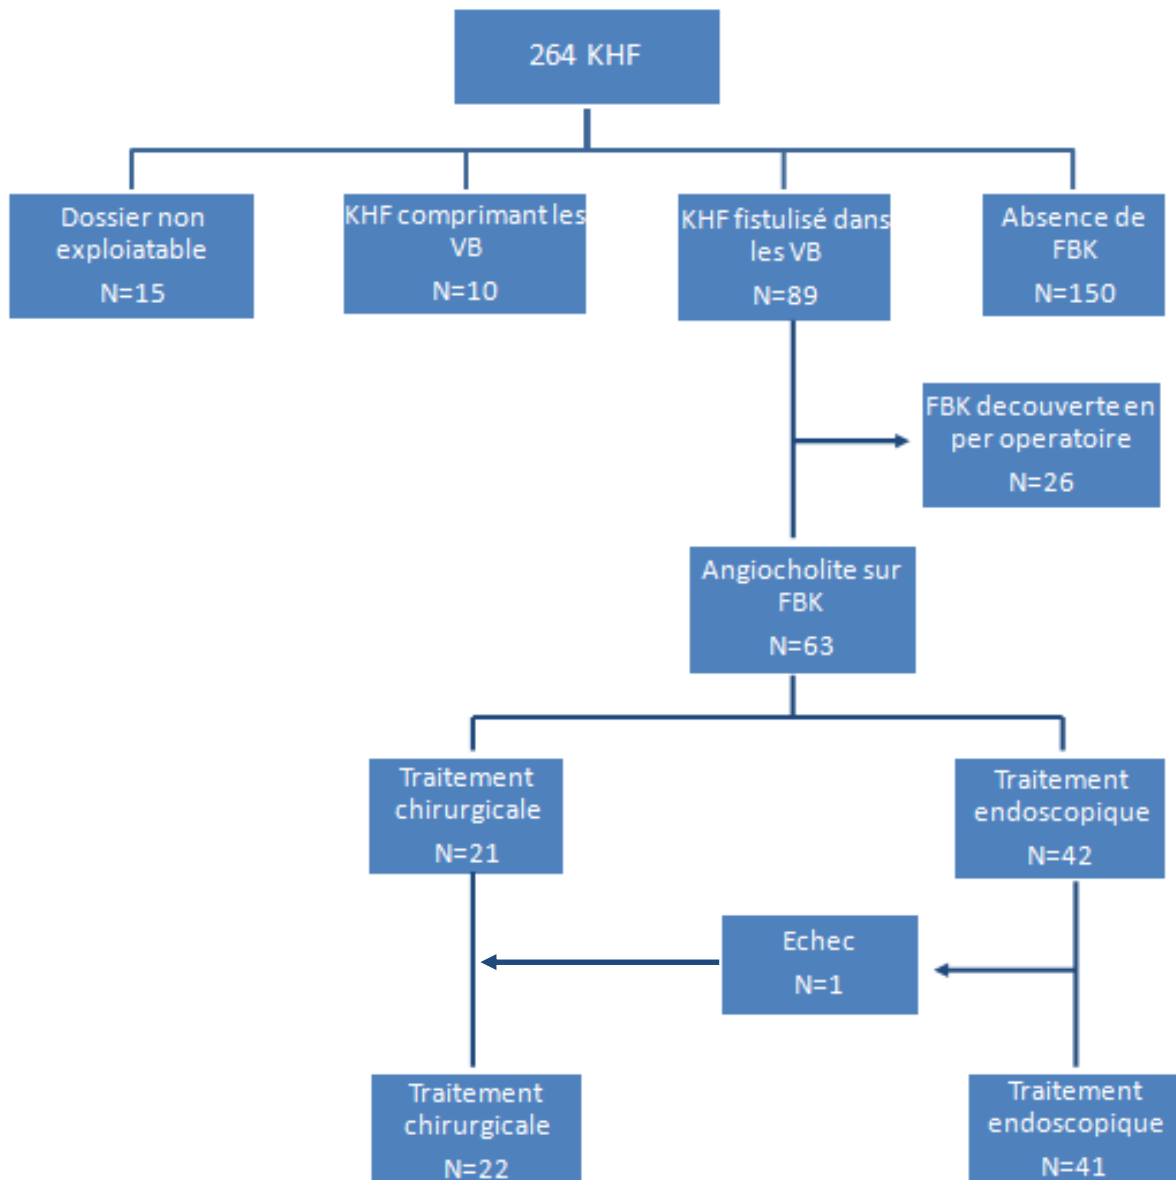 264 KHF
Dossier non
exploiatable
N=15
KHF comprimant les
VB
N=10
KHF fistulisé dans
les VB
N=89
Absence de
FBK
N=150
FBK decouverte en
per operatoire
N=26
Angiocholite sur
FBK
N=63
Traitement
chirurgicale
N=21
Traitement
endoscopique
N=42
Echec
N=1
Traitement
chirurgicale
N=22
Traitement
endoscopique
N=41